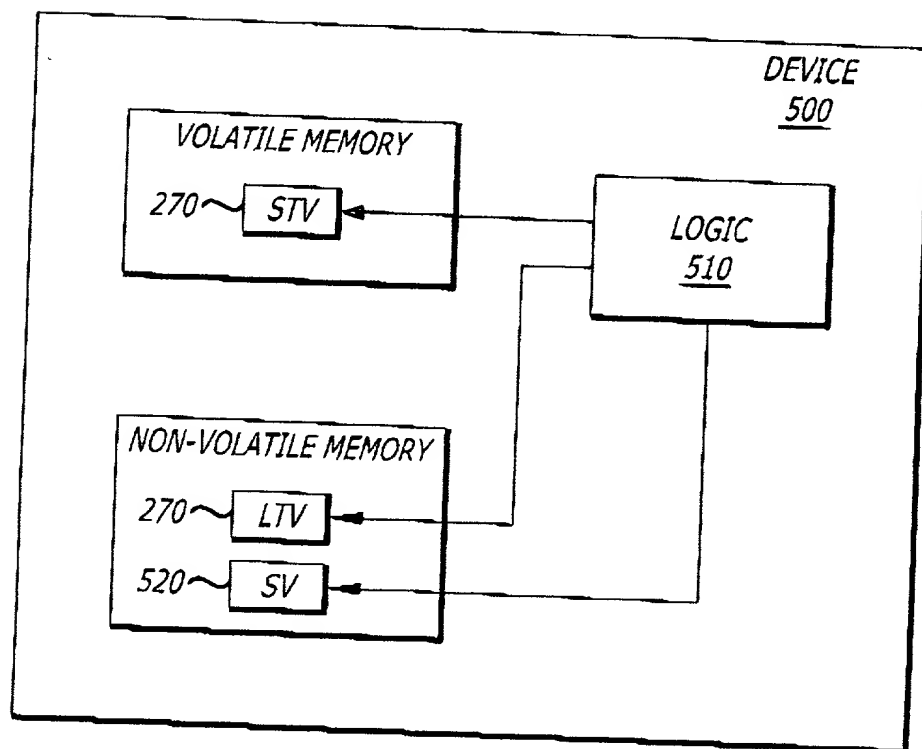 DEVICE
500
VOLATILE MEMORY
270 STV
LOGIC
510
NON-VOLATILE MEMORY
270 LTV
520 SV